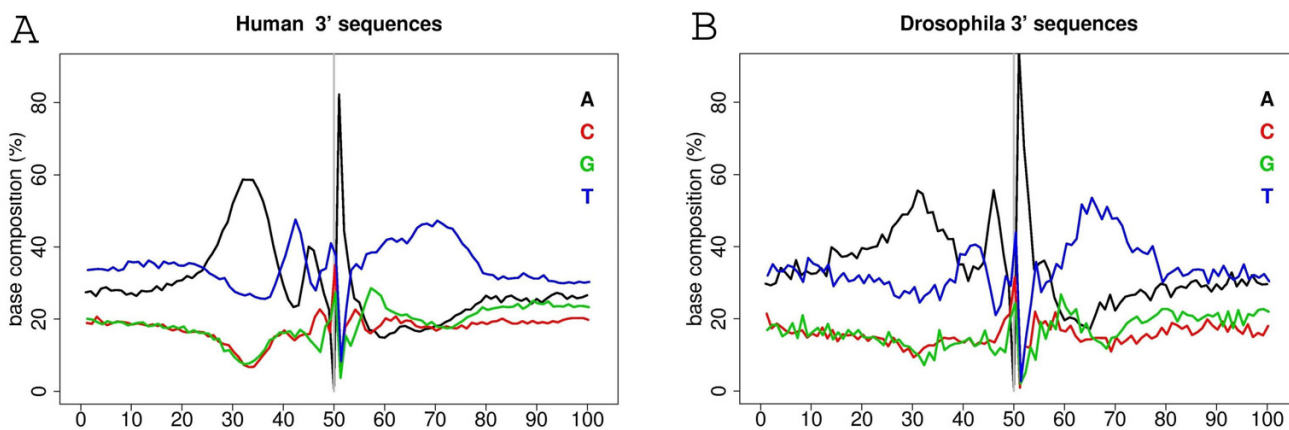 A
Human 3’ sequences
base composition (%)
80
60
40
20
0
A
C
G
T
0 10 20 30 40 50 60 70 80 90 100
B
Drosophila 3’ sequences
base composition (%)
80
60
40
20
0
A
C
G
T
0 10 20 30 40 50 60 70 80 90 100